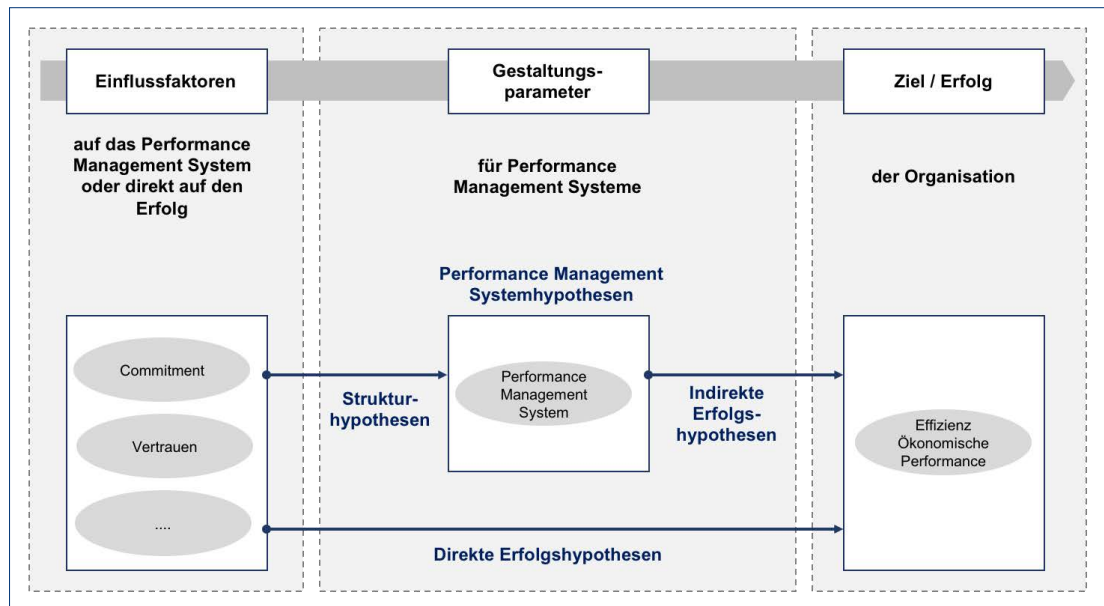 Einflussfaktoren
Gestaltungs-
parameter
Ziel / Erfolg
auf das Performance
Management System
oder direkt auf den
Erfolg
für Performance
Management Systeme
der Organisation
Performance Management
Systemhypothesen
Commitment
Vertrauen
....
Struktur-
hypothesen
Performance
Management
System
Indirekte
Erfolgs-
hypothesen
Effizienz
Ökonomische
Performance
Direkte Erfolgshypothesen